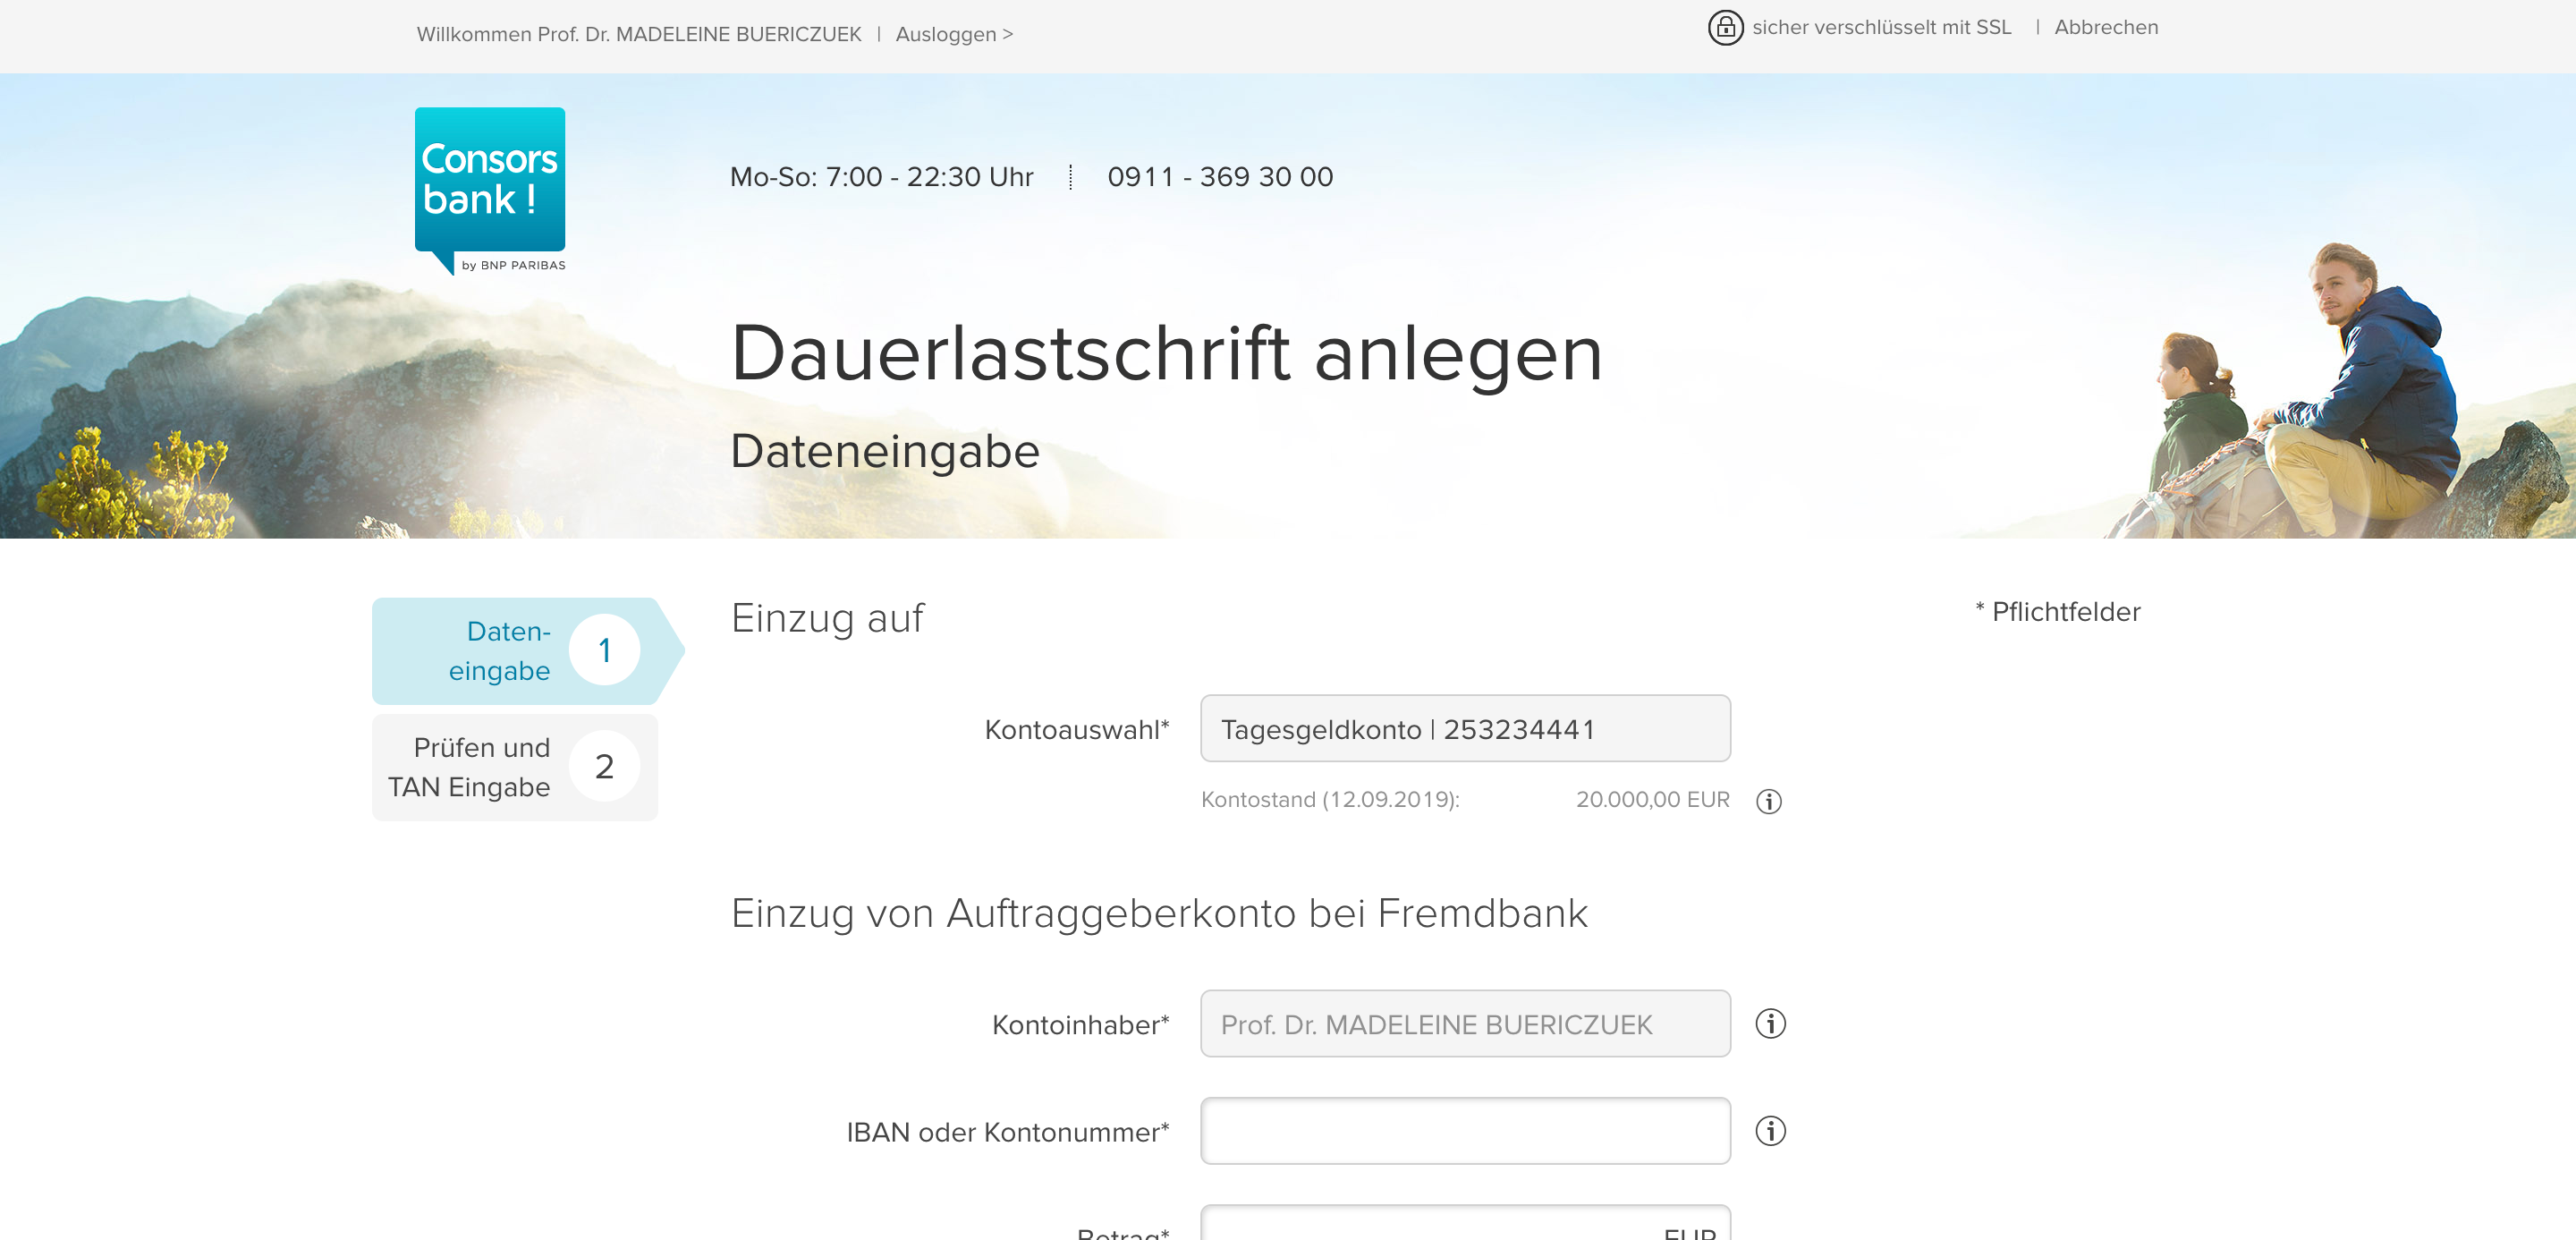 Willkommen Prof. Dr. MADELEINE BUERICZUEK | Ausloggen >
sicher verschlüsselt mit SSL | Abbrechen
Consors
bank !
by BNP PARIBAS
Mo-So: 7:00 - 22:30 Uhr
0911 - 369 30 00
Dauerlastschrift anlegen
Dateneingabe
Daten-
eingabe
1
Prüfen und
TAN Eingabe
2
Einzug auf
* Pflichtfelder
Kontoauswahl*
Tagesgeldkonto | 253234441
Kontostand (12.09.2019): 20.000,00 EUR
Einzug von Auftraggeberkonto bei Fremdbank
Kontoinhaber*
Prof. Dr. MADELEINE BUERICZUEK
IBAN oder Kontonummer*
Betrag*
EUR